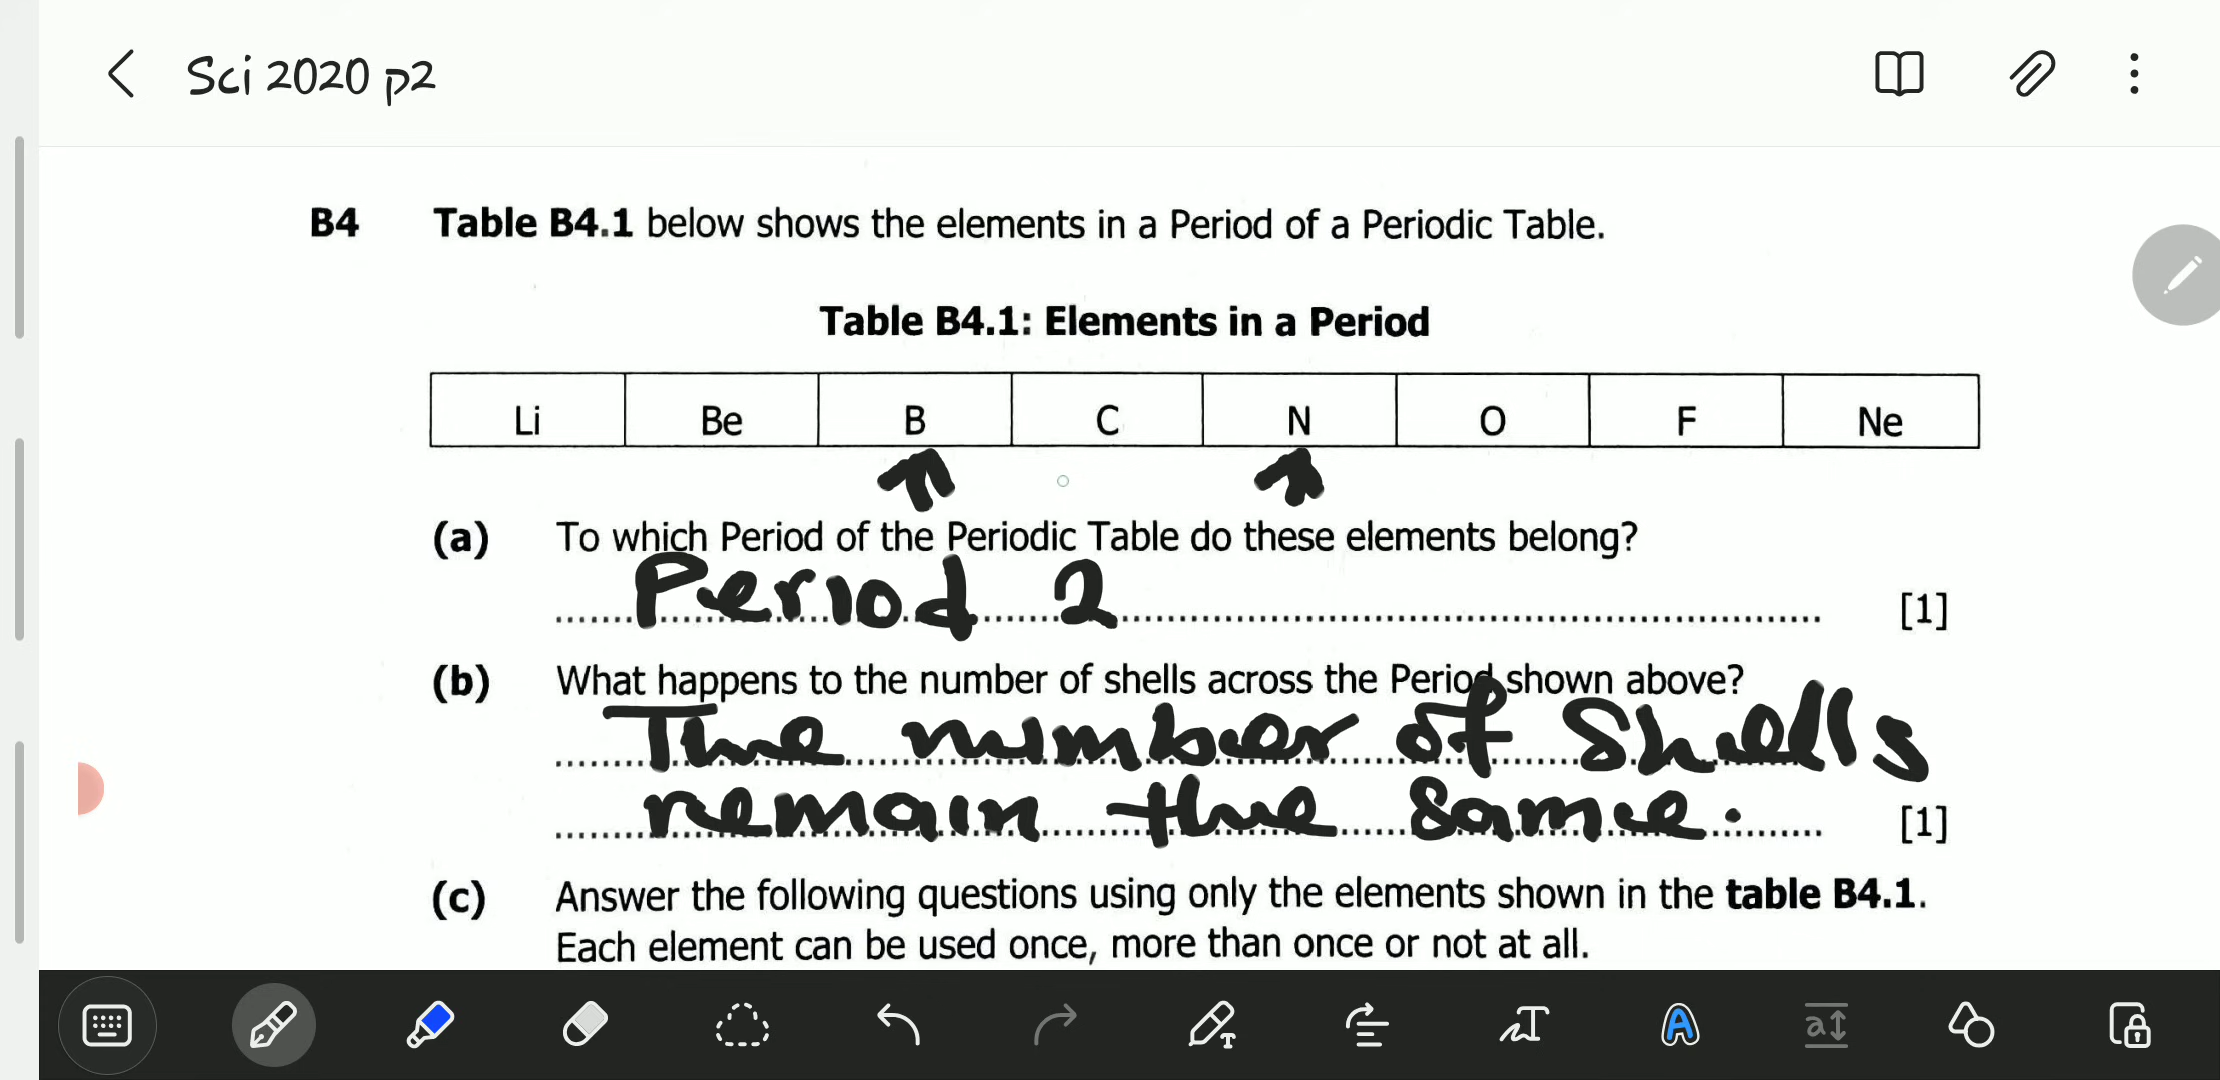 Sci 2020 p2
B4 Table B4.1 below shows the elements in a Period of a Periodic Table.
Table B4.1: Elements in a Period
Li Be B C N O F Ne
(a) To which Period of the Periodic Table do these elements belong?
Period 2 [1]
(b) What happens to the number of shells across the Period shown above?
The number of shells
remain the same. [1]
(c) Answer the following questions using only the elements shown in the table B4.1.
Each element can be used once, more than once or not at all.